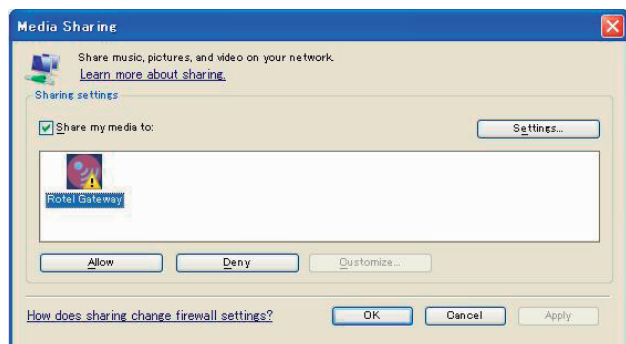 Media Sharing
Share music, pictures, and video on your network.
Learn more about sharing.
Sharing settings
Share my media to:
Settings...
Rotel Gateway
Allow
Deny
Customize...
How does sharing change firewall settings?
OK
Cancel
Apply